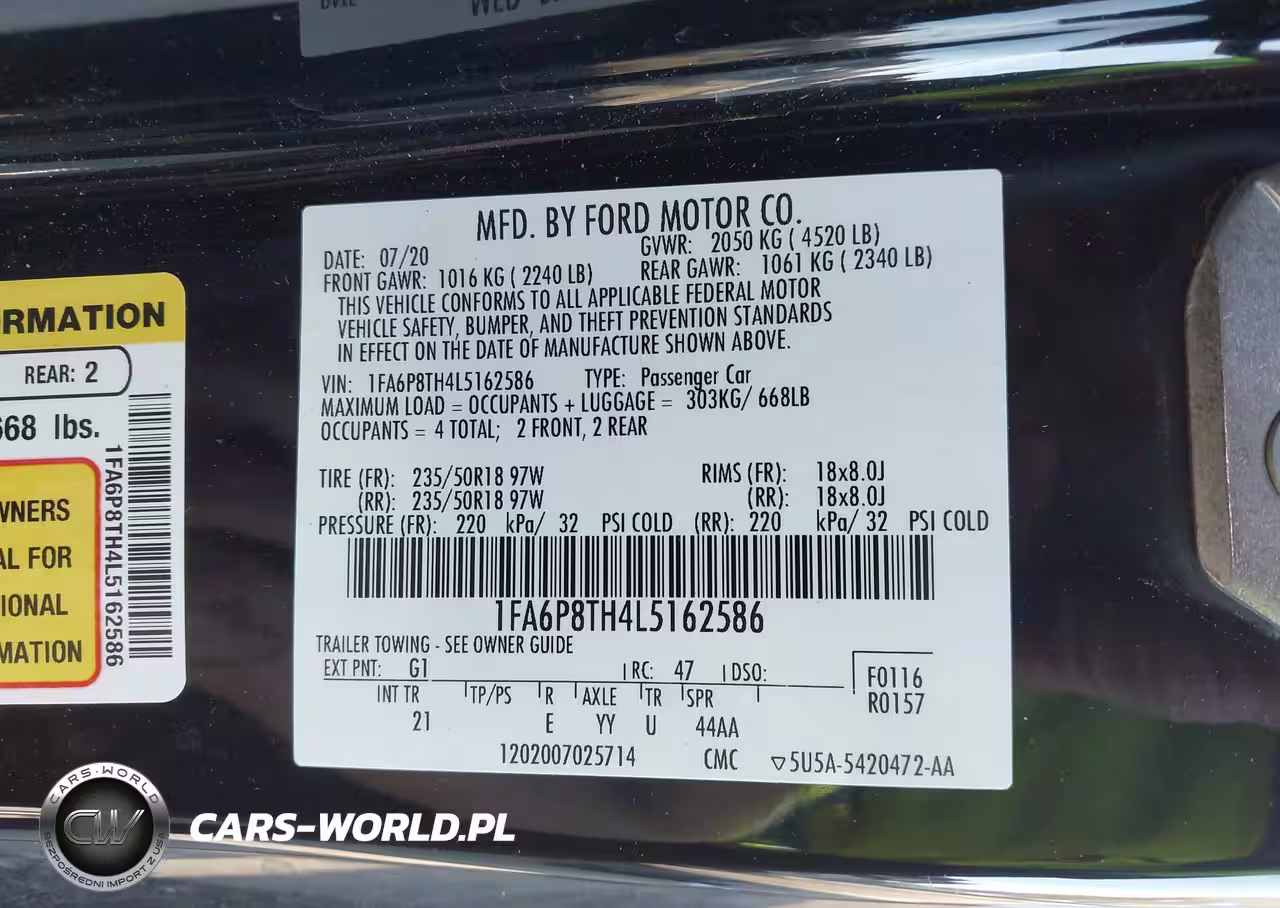 WED
MFD. BY FORD MOTOR CO.
DATE: 07/20 GVWR: 2050 KG ( 4520 LB)
FRONT GAWR: 1016 KG ( 2240 LB) REAR GAWR: 1061 KG ( 2340 LB)
THIS VEHICLE CONFORMS TO ALL APPLICABLE FEDERAL MOTOR
VEHICLE SAFETY, BUMPER, AND THEFT PREVENTION STANDARDS
IN EFFECT ON THE DATE OF MANUFACTURE SHOWN ABOVE.
VIN: 1FA6P8TH4L5162586 TYPE: Passenger Car
MAXIMUM LOAD = OCCUPANTS + LUGGAGE = 303KG/ 668LB
OCCUPANTS = 4 TOTAL; 2 FRONT, 2 REAR
TIRE (FR): 235/50R18 97W RIMS (FR): 18x8.0J
(RR): 235/50R18 97W (RR): 18x8.0J
PRESSURE (FR): 220 kPa/ 32 PSI COLD (RR): 220 kPa/ 32 PSI COLD
1FA6P8TH4L5162586
TRAILER TOWING - SEE OWNER GUIDE
EXT PNT: G1 RC: 47 DSO:
F0116
R0157
INT TR TP/PS R AXLE TR SPR
21 E YY U 44AA
1202007025714 CMC ▽5U5A-5420472-AA
RMATION
REAR: 2
668 lbs.
WNERS
AL FOR
IONAL
MATION
1FA6P8TH4L5162586
CARS-WORLD
CW
BEZPOŚREDNI IMPORT Z USA
CARS-WORLD.PL